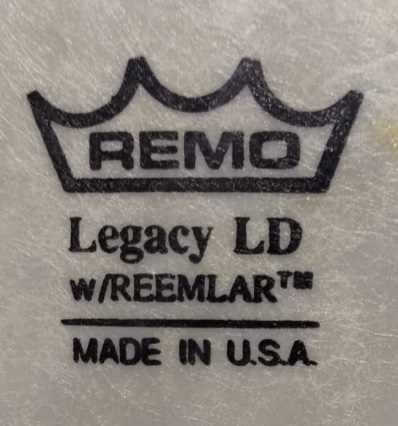 REMO
Legacy LD
w/REEMLAR™
MADE IN U.S.A.